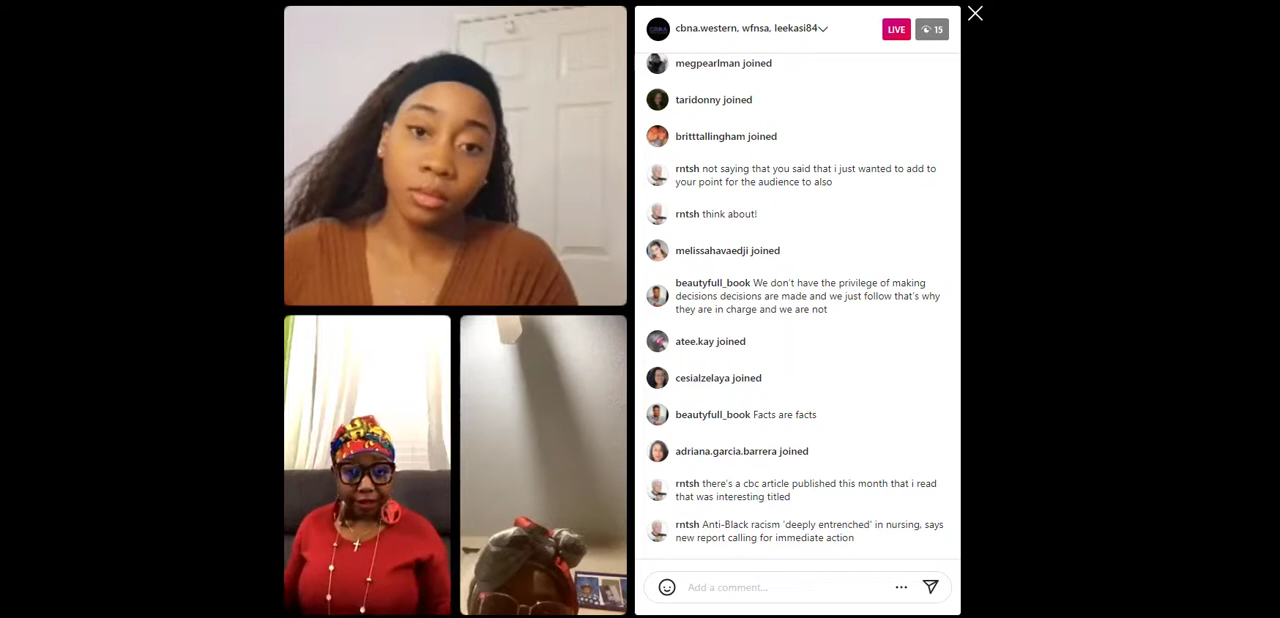 cbna.western, wfnsa, leekasi84
LIVE
15
megpearlman joined
taridonny joined
britttallingham joined
rntsh not saying that you said that i just wanted to add to
your point for the audience to also
rntsh think about!
melissahavaedji joined
beautyfull_book We don't have the privilege of making
decisions decisions are made and we just follow that's why
they are in charge and we are not
atee.kay joined
cesialzelaya joined
beautyfull_book Facts are facts
adriana.garcia.barrera joined
rntsh there's a cbc article published this month that i read
that was interesting titled
rntsh Anti-Black racism 'deeply entrenched' in nursing, says
new report calling for immediate action
Add a comment...